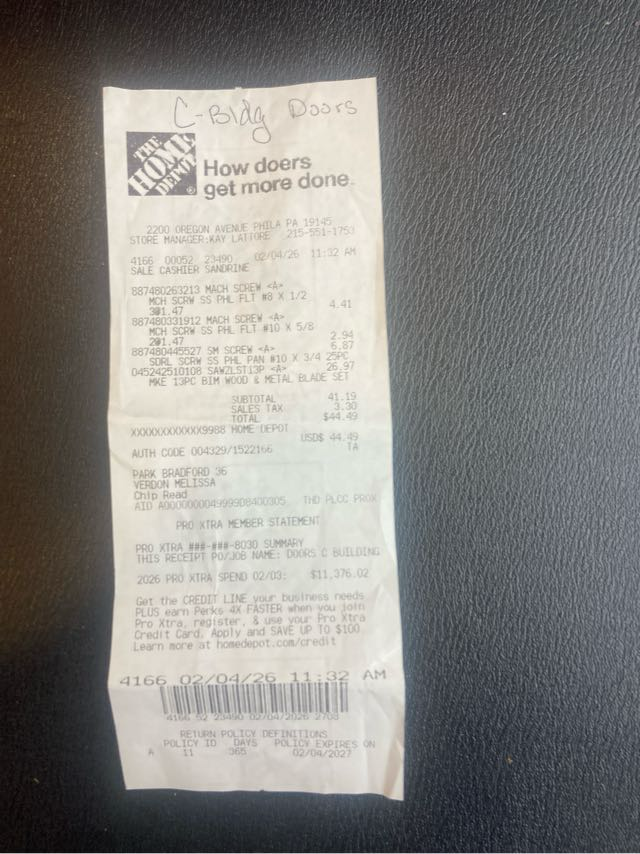 C-Bldg Doors
THE HOME DEPOT ®
How doers
get more done.
2200 OREGON AVENUE PHILA PA 19145
STORE MANAGER:KAY LATTORE 215-551-1753
4166 00052 23490 02/04/26 11:32 AM
SALE CASHIER SANDRINE
887480263213 MACH SCREW <A>
MCH SCRW SS PHL FLT #8 X 1/2
3@1.47 4.41
887480331912 MACH SCREW <A>
MCH SCRW SS PHL FLT #10 X 5/8
2@1.47 2.94
887480445527 SM SCREW <A> 6.87
SDRL SCRW SS PHL PAN #10 X 3/4 25PC
045242510108 SAWZLST13P <A> 26.97
MKE 13PC BIM WOOD & METAL BLADE SET
SUBTOTAL 41.19
SALES TAX 3.30
TOTAL $44.49
XXXXXXXXXXXX9988 HOME DEPOT
USD$ 44.49
AUTH CODE 004329/1522166 TA
PARK BRADFORD 36
VERDON MELISSA
Chip Read
AID A0000000049999D8400305 THD PLCC PROX
PRO XTRA MEMBER STATEMENT
PRO XTRA ###-###-8030 SUMMARY
THIS RECEIPT PO/JOB NAME: DOORS C BUILDING
2026 PRO XTRA SPEND 02/03: $11,376.02
Get the CREDIT LINE your business needs
PLUS earn Perks 4X FASTER when you join
Pro Xtra, register, & use your Pro Xtra
Credit Card. Apply and SAVE UP TO $100.
Learn more at homedepot.com/credit
4166 02/04/26 11:32 AM
4166 52 23490 02/04/2026 2703
RETURN POLICY DEFINITIONS
POLICY ID DAYS POLICY EXPIRES ON
A 11 365 02/04/2027